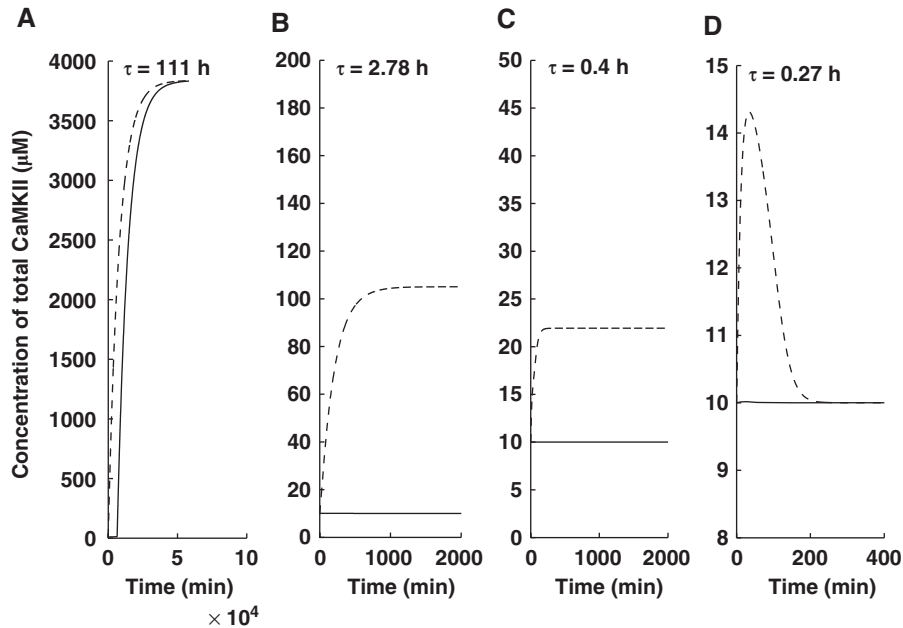 A
B
C
D
τ = 111 h
τ = 2.78 h
τ = 0.4 h
τ = 0.27 h
Concentration of total CaMKII (μM)
4000
3500
3000
2500
2000
1500
1000
500
0
200
180
160
140
120
100
80
60
40
20
0
50
45
40
35
30
25
20
15
10
5
0
15
14
13
12
11
10
9
8
0 5 10
0 1000 2000
0 1000 2000
0 200 400
Time (min)
Time (min)
Time (min)
Time (min)
× 10⁴